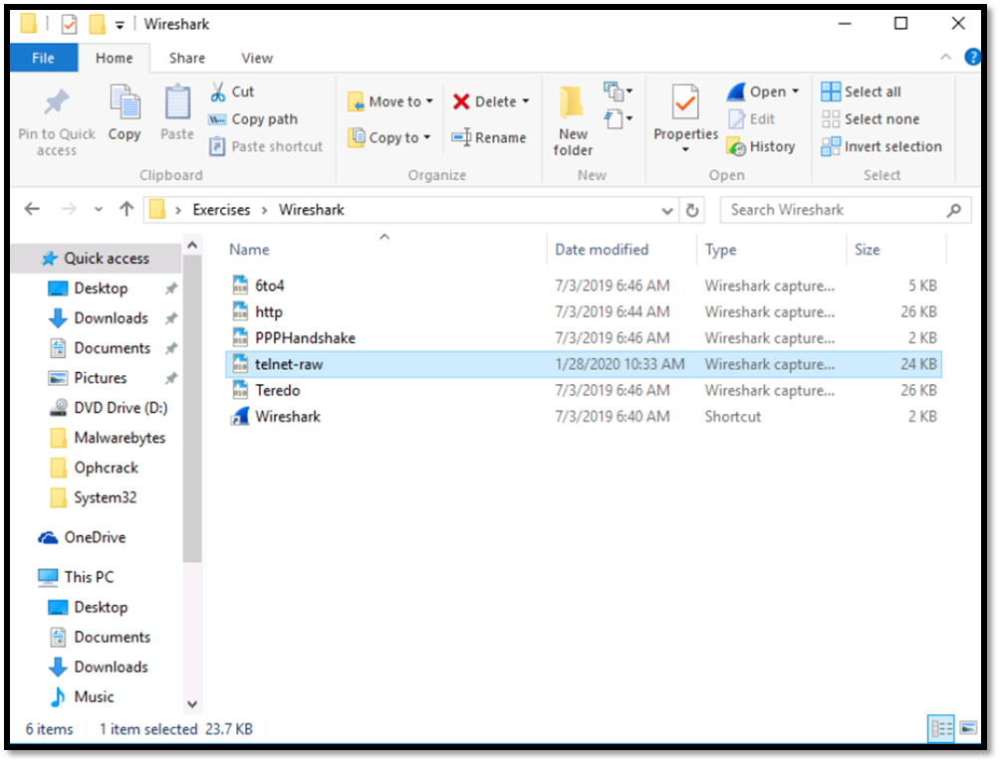 Wireshark
File Home Share View
Pin to Quick access
Copy
Paste
Cut
Copy path
Paste shortcut
Clipboard
Move to
Copy to
Delete
Rename
Organize
New folder
New
Properties
Open
Edit
History
Open
Select all
Select none
Invert selection
Select
Exercises Wireshark
Search Wireshark
Quick access
Desktop
Downloads
Documents
Pictures
DVD Drive (D:)
Malwarebytes
Ophcrack
System32
OneDrive
This PC
Desktop
Documents
Downloads
Music
Name Date modified Type Size
6to4 7/3/2019 6:46 AM Wireshark capture... 5 KB
http 7/3/2019 6:44 AM Wireshark capture... 26 KB
PPPHandshake 7/3/2019 6:46 AM Wireshark capture... 2 KB
telnet-raw 1/28/2020 10:33 AM Wireshark capture... 24 KB
Teredo 7/3/2019 6:46 AM Wireshark capture... 26 KB
Wireshark 7/3/2019 6:40 AM Shortcut 2 KB
6 items 1 item selected 23.7 KB